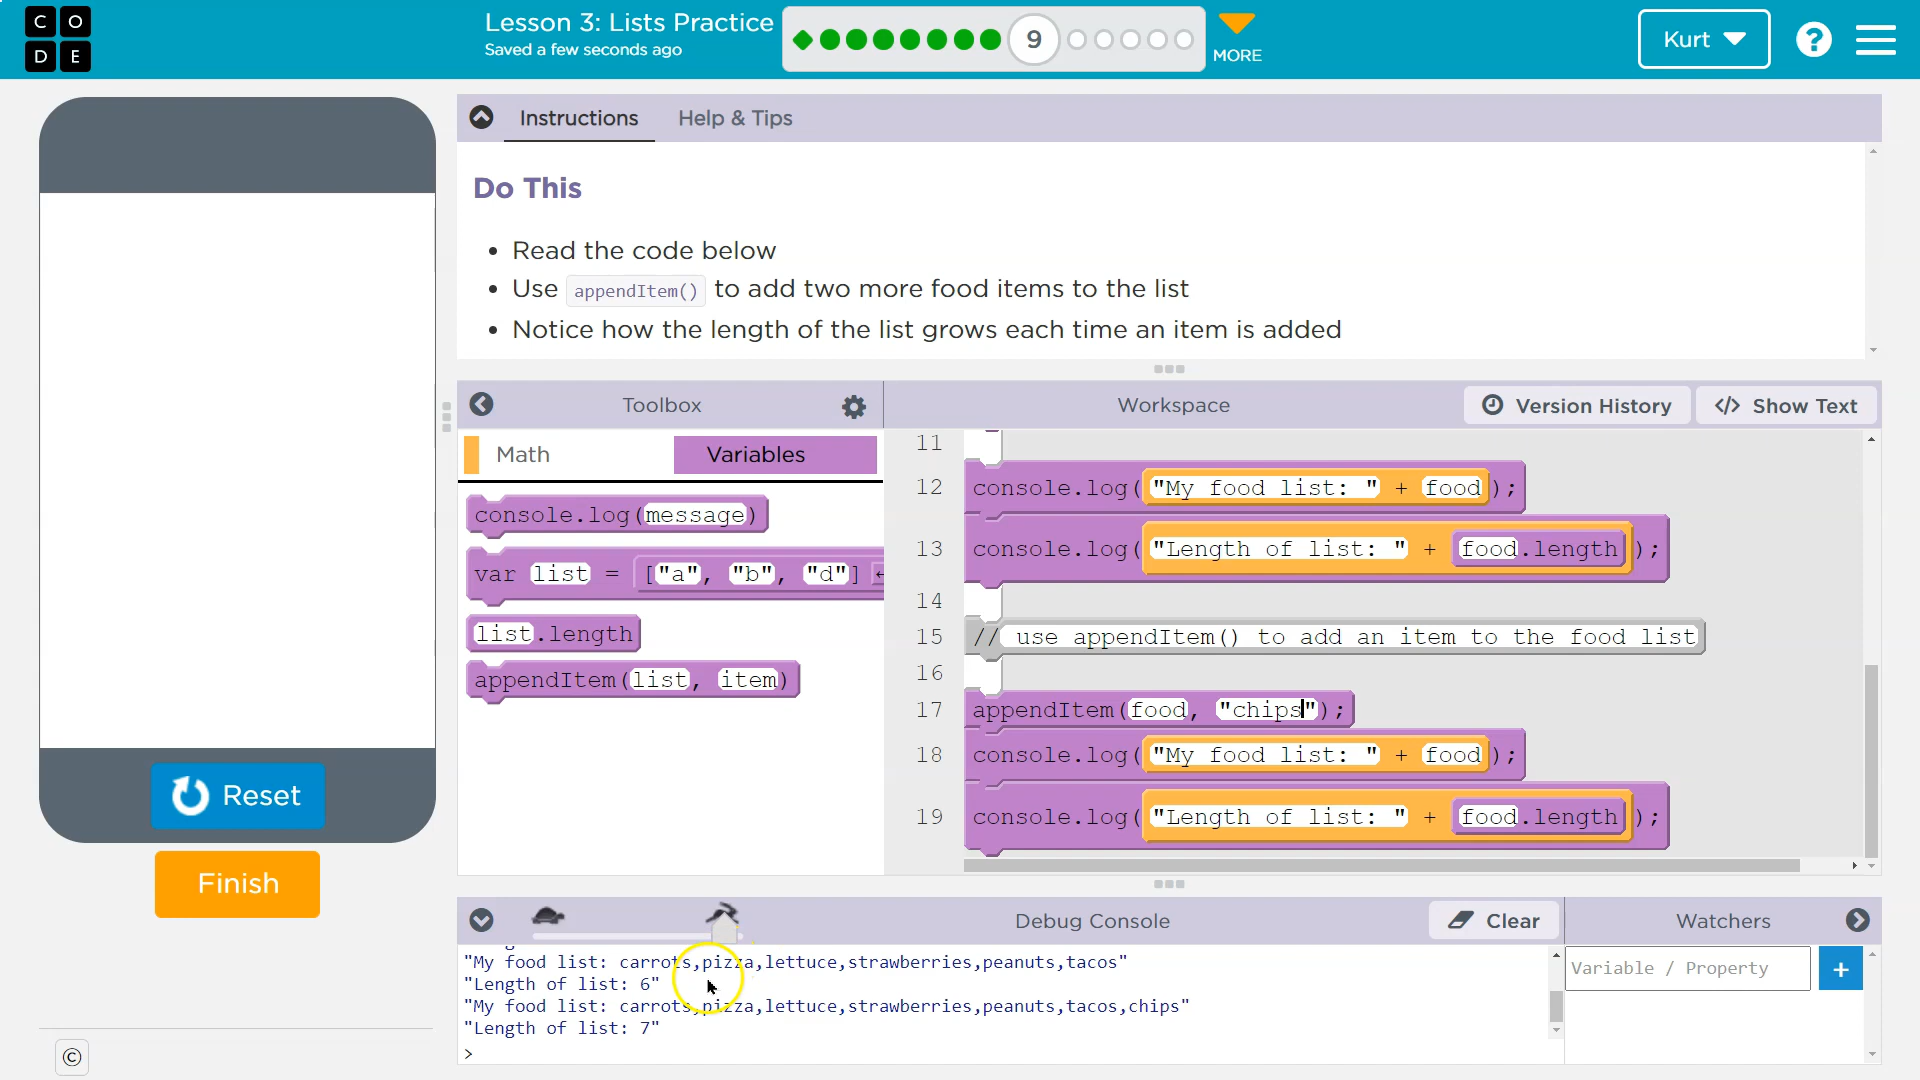 C O
D E
Lesson 3: Lists Practice
Saved a few seconds ago
9
MORE
Kurt
?
Instructions
Help & Tips
Do This
• Read the code below
• Use appendItem() to add two more food items to the list
• Notice how the length of the list grows each time an item is added
Toolbox
Workspace
Version History
</> Show Text
Math
Variables
console.log(message)
var list = ["a", "b", "d"]
list.length
appendItem(list, item)
11
12 console.log("My food list: " + food);
13 console.log("Length of list: " + food.length);
14
15 // use appendItem() to add an item to the food list
16
17 appendItem(food, "chips");
18 console.log("My food list: " + food);
19 console.log("Length of list: " + food.length);
Reset
Finish
©
Debug Console
Clear
Watchers
"My food list: carrots,pizza,lettuce,strawberries,peanuts,tacos"
"Length of list: 6"
"My food list: carrots,pizza,lettuce,strawberries,peanuts,tacos,chips"
"Length of list: 7"
>
Variable / Property
+